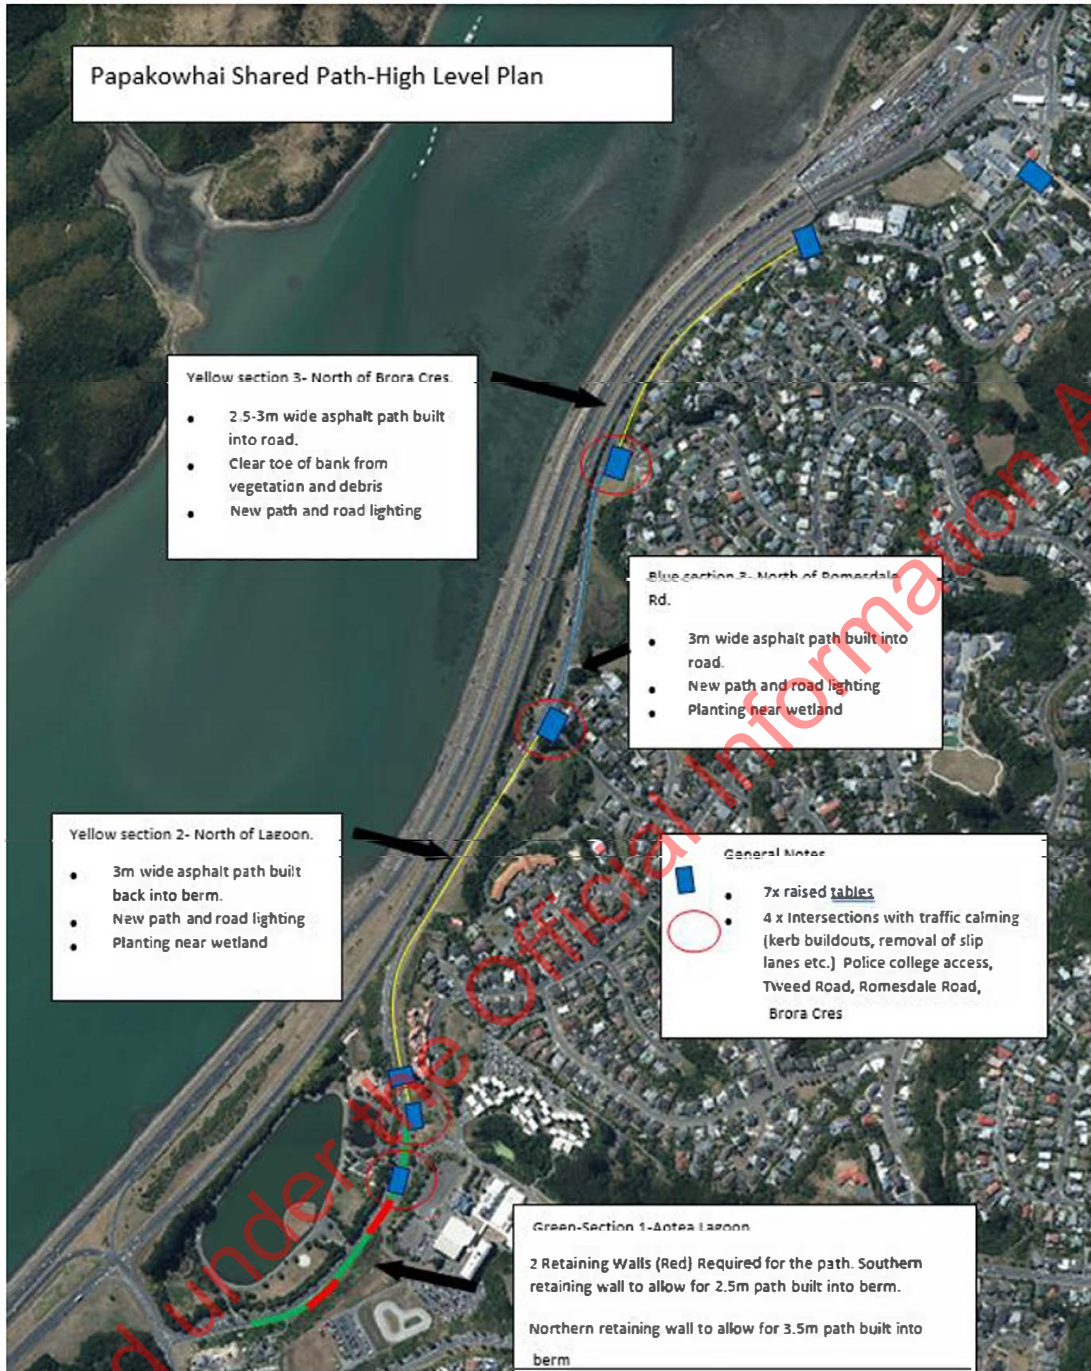 Papakowhai Shared Path-High Level Plan
Yellow section 3- North of Brora Cres.
• 2.5-3m wide asphalt path built
into road.
• Clear toe of bank from
vegetation and debris
• New path and road lighting
Blue section 3- North of Romesdale
Rd.
• 3m wide asphalt path built into
road.
• New path and road lighting
• Planting near wetland
Yellow section 2- North of Lagoon.
• 3m wide asphalt path built
back into berm.
• New path and road lighting
• Planting near wetland
General Notes
• 7x raised tables
• 4 x Intersections with traffic calming
(kerb buildouts, removal of slip
lanes etc.) Police college access,
Tweed Road, Romesdale Road,
Brora Cres
Green-Section 1-Aotea Lagoon
2 Retaining Walls (Red) Required for the path. Southern
retaining wall to allow for 2.5m path built into berm.
Northern retaining wall to allow for 3.5m path built into
berm
under the Official Information A